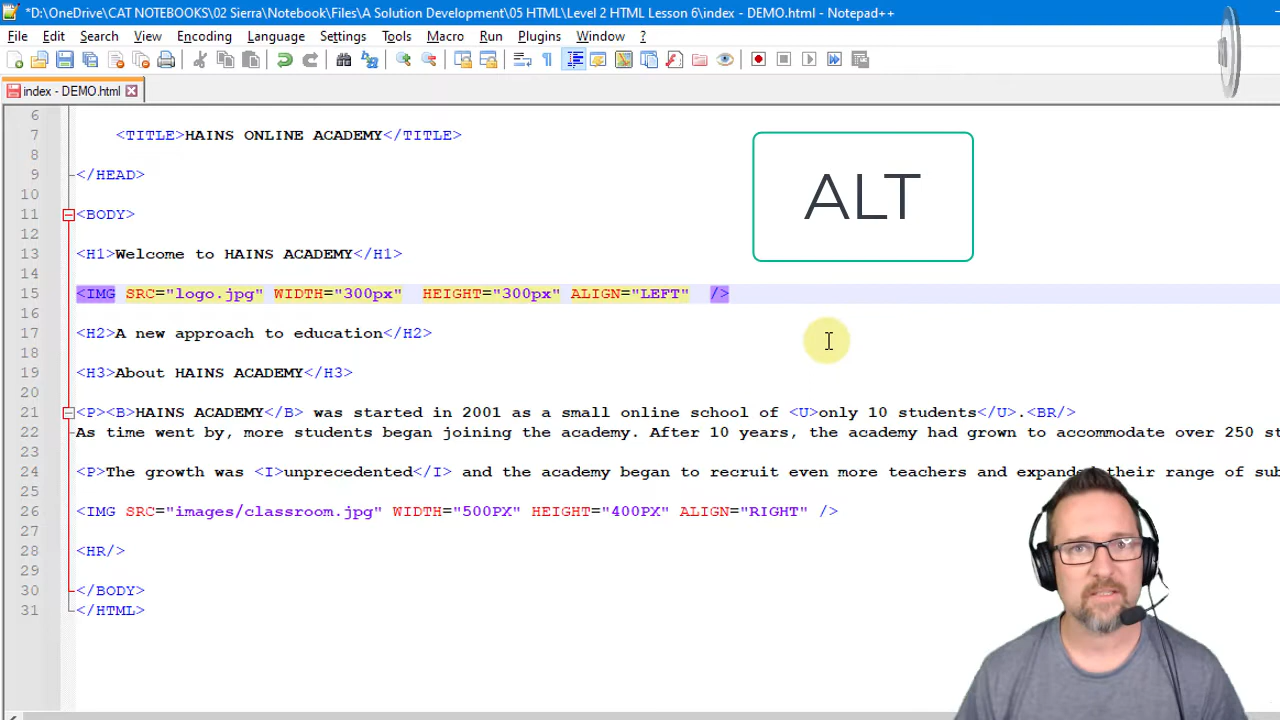 *D:\OneDrive\CAT NOTEBOOKS\02 Sierra\Notebook\Files\A Solution Development\05 HTML\Level 2 HTML Lesson 6\index - DEMO.html - Notepad++
File Edit Search View Encoding Language Settings Tools Macro Run Plugins Window ?
index - DEMO.html
6
7 <TITLE>HAINS ONLINE ACADEMY</TITLE>
8
9 </HEAD>
10
11 <BODY>
12
13 <H1>Welcome to HAINS ACADEMY</H1>
14
15 <IMG SRC="logo.jpg" WIDTH="300px" HEIGHT="300px" ALIGN="LEFT" />
16
17 <H2>A new approach to education</H2>
18
19 <H3>About HAINS ACADEMY</H3>
20
21 <P><B>HAINS ACADEMY</B> was started in 2001 as a small online school of <U>only 10 students</U>.<BR/>
22 As time went by, more students began joining the academy. After 10 years, the academy had grown to accommodate over 250 st
23
24 <P>The growth was <I>unprecedented</I> and the academy began to recruit even more teachers and expanded their range of sub
25
26 <IMG SRC="images/classroom.jpg" WIDTH="500PX" HEIGHT="400PX" ALIGN="RIGHT" />
27
28 <HR/>
29
30 </BODY>
31 </HTML>
ALT